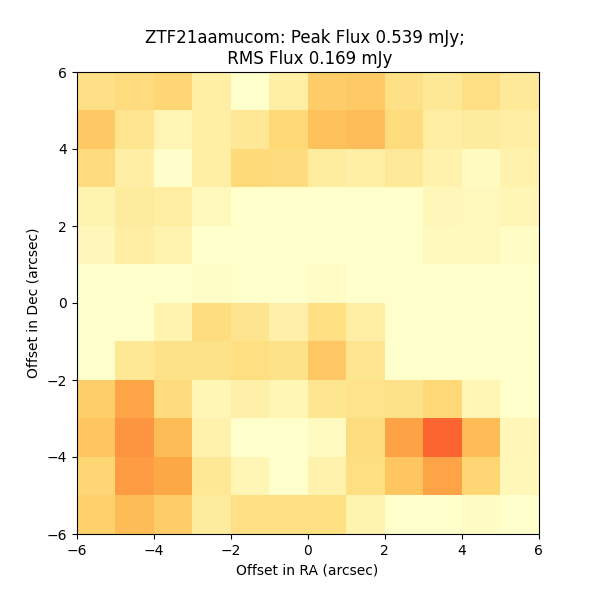 ZTF21aamucom: Peak Flux 0.539 mJy;
RMS Flux 0.169 mJy
6
4
2
0
−2
−4
−6
Offset in Dec (arcsec)
−6 −4 −2 0 2 4 6
Offset in RA (arcsec)